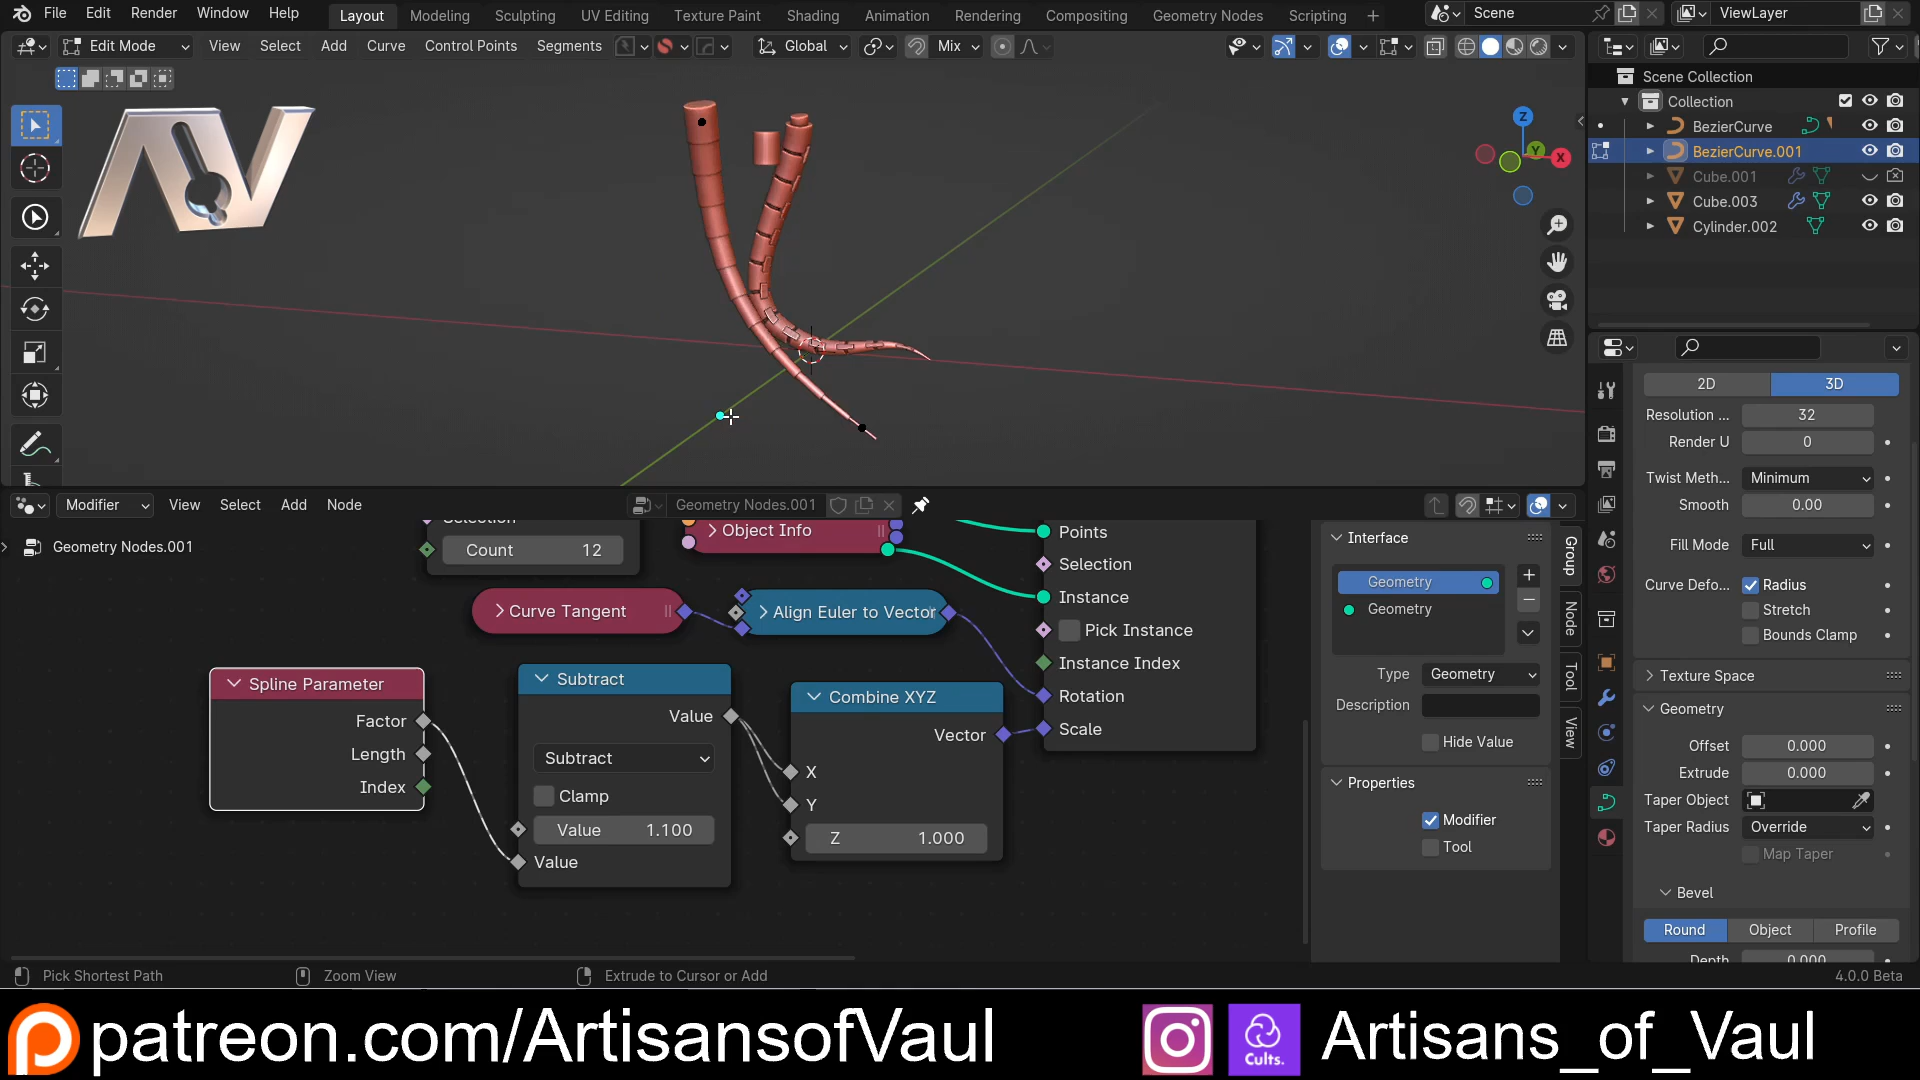 File Edit Render Window Help Layout Modeling Sculpting UV Editing Texture Paint Shading Animation Rendering Compositing Geometry Nodes Scripting + Scene ViewLayer
Edit Mode View Select Add Curve Control Points Segments Global Mix
Scene Collection
Collection
BezierCurve
BezierCurve.001
Cube.001
Cube.003
Cylinder.002
Z
Y
X
AV
2D 3D
Resolution ... 32
Render U 0
Twist Meth... Minimum
Smooth 0.00
Fill Mode Full
Curve Defo... Radius
Stretch
Bounds Clamp
Texture Space
Geometry
Offset 0.000
Extrude 0.000
Taper Object
Taper Radius Override
Map Taper
Bevel
Round Object Profile
Depth 0.000
Modifier View Select Add Node Geometry Nodes.001
Geometry Nodes.001
Selection
Count 12
Object Info
Curve Tangent
Align Euler to Vector
Points
Selection
Instance
Pick Instance
Instance Index
Rotation
Scale
Spline Parameter
Factor
Length
Index
Subtract
Value
Subtract
Clamp
Value 1.100
Value
Combine XYZ
Vector
X
Y
Z 1.000
Interface
Geometry
Geometry
Type Geometry
Description
Hide Value
Properties
Modifier
Tool
Group
Node
Tool
View
Pick Shortest Path Zoom View Extrude to Cursor or Add 4.0.0 Beta
patreon.com/ArtisansofVaul Cults. Artisans_of_Vaul